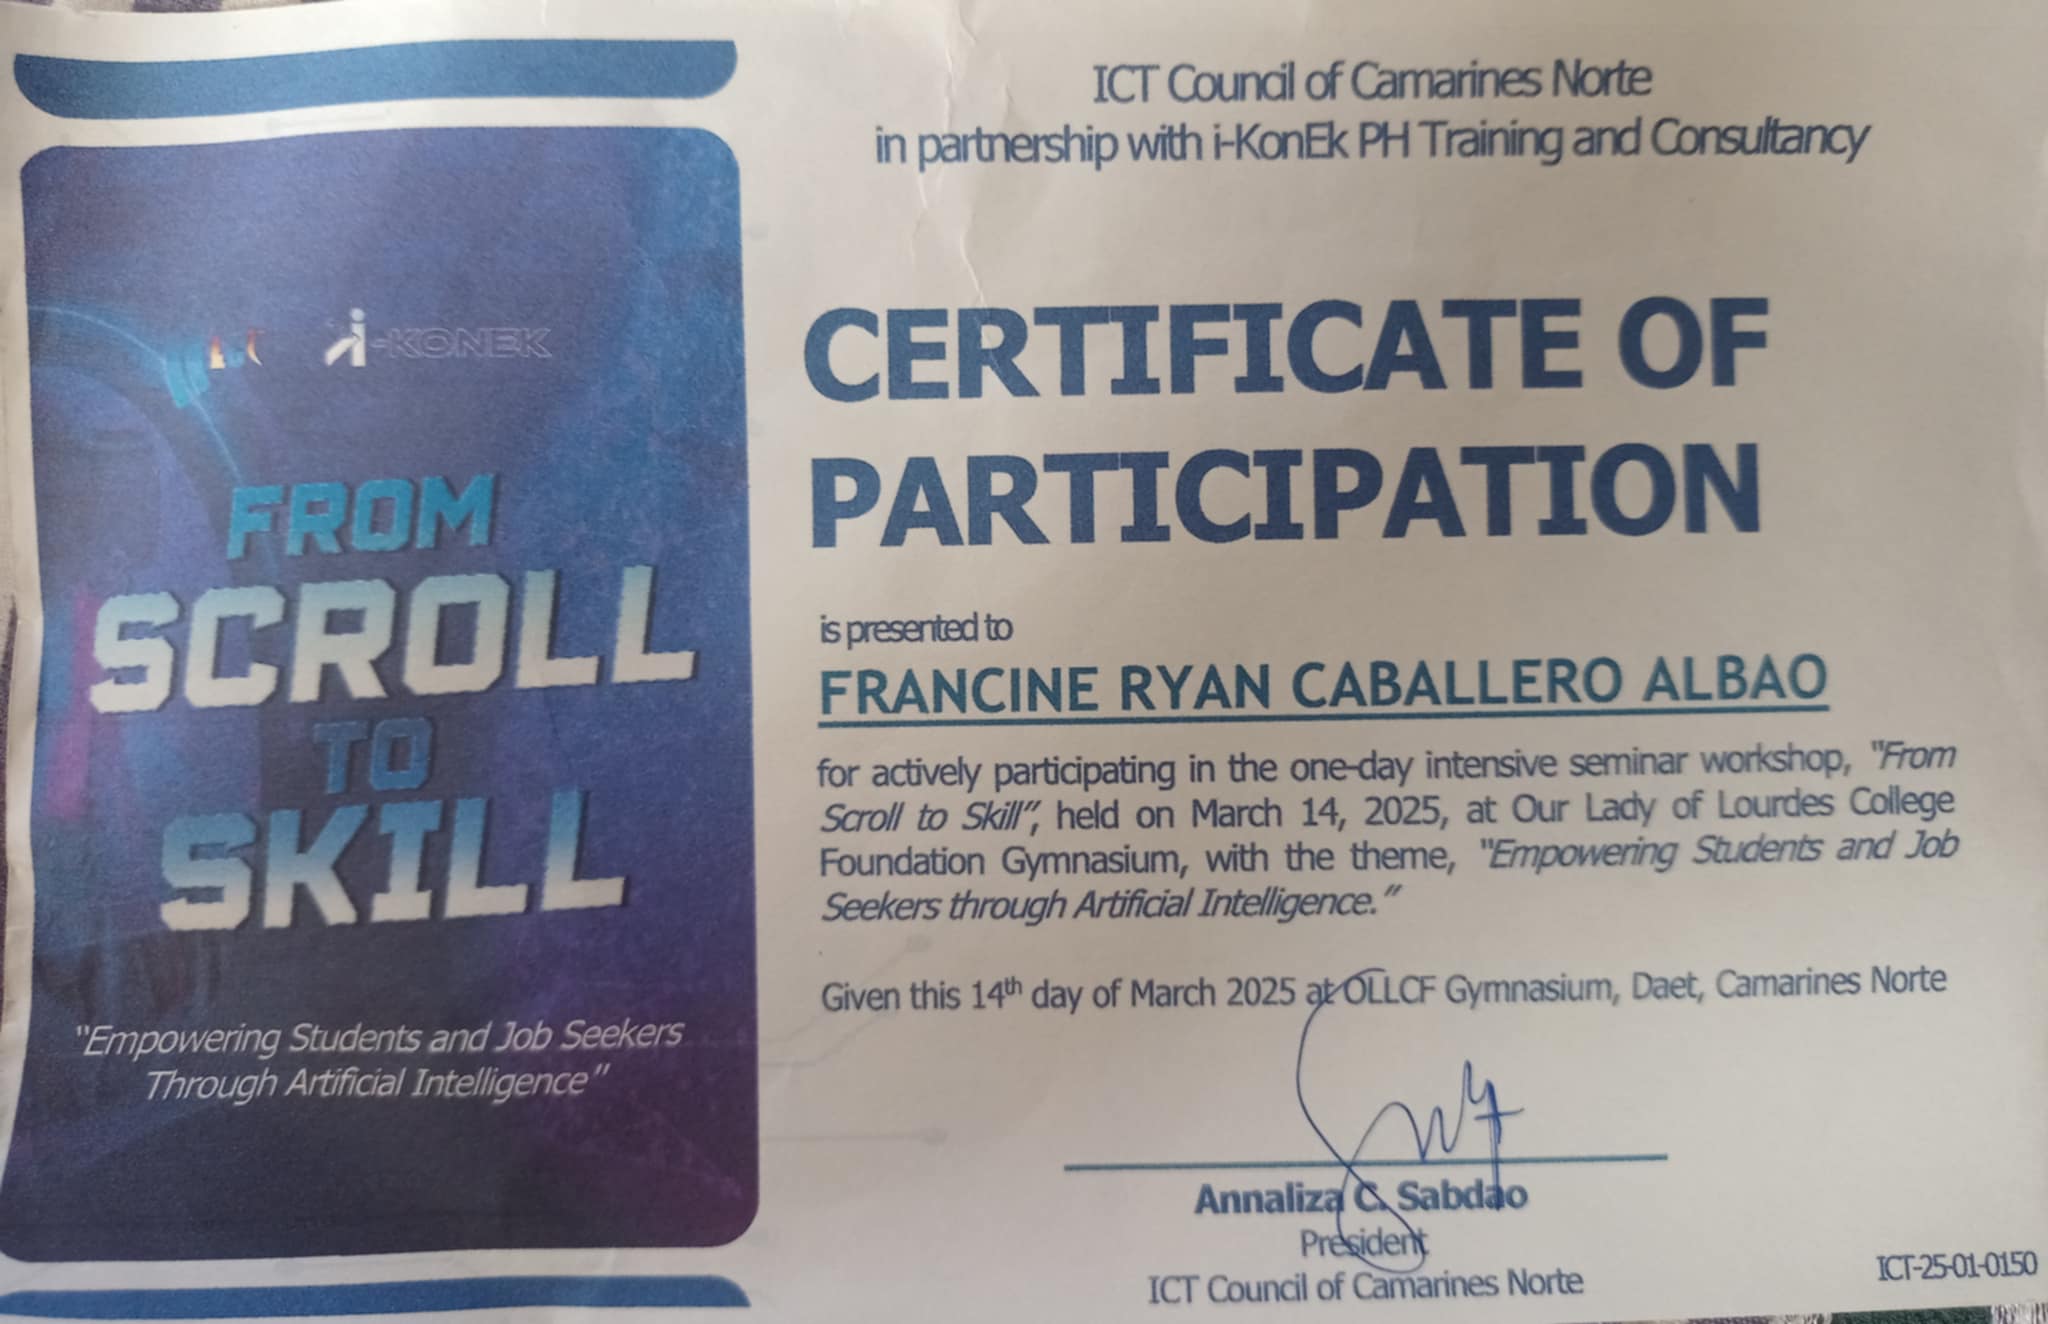 ICT Council of Camarines Norte
in partnership with i-KonEk PH Training and Consultancy
i-KONEK
FROM
SCROLL
TO
SKILL
"Empowering Students and Job Seekers
Through Artificial Intelligence"
CERTIFICATE OF
PARTICIPATION
is presented to
FRANCINE RYAN CABALLERO ALBAO
for actively participating in the one-day intensive seminar workshop, "From
Scroll to Skill", held on March 14, 2025, at Our Lady of Lourdes College
Foundation Gymnasium, with the theme, "Empowering Students and Job
Seekers through Artificial Intelligence."
Given this 14th day of March 2025 at OLLCF Gymnasium, Daet, Camarines Norte
Annaliza C. Sabdao
President
ICT Council of Camarines Norte
ICT-25-01-0150